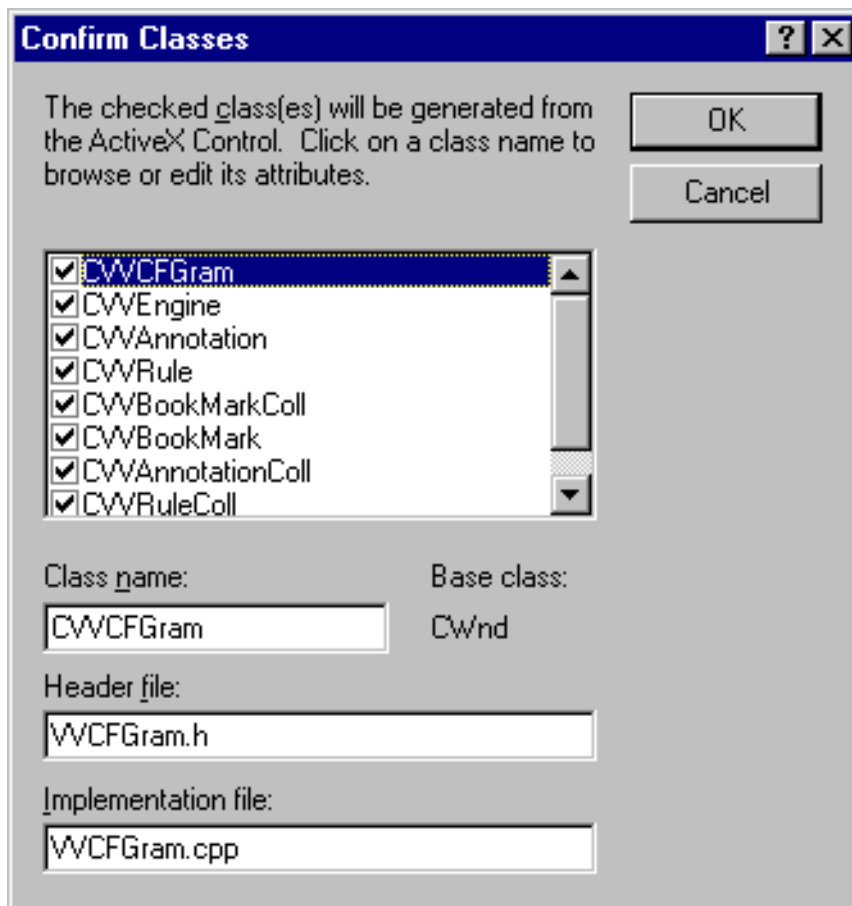 Confirm Classes
The checked class(es) will be generated from
the ActiveX Control. Click on a class name to
browse or edit its attributes.
OK
Cancel
CVVCFGram
CVVEngine
CVVAnnotation
CVVRule
CVVBookMarkColl
CVVBookMark
CVVAnnotationColl
CVVRuleColl
Class name:
Base class:
CVVCFGram
CWnd
Header file:
VVCFGram.h
Implementation file:
VVCFGram.cpp